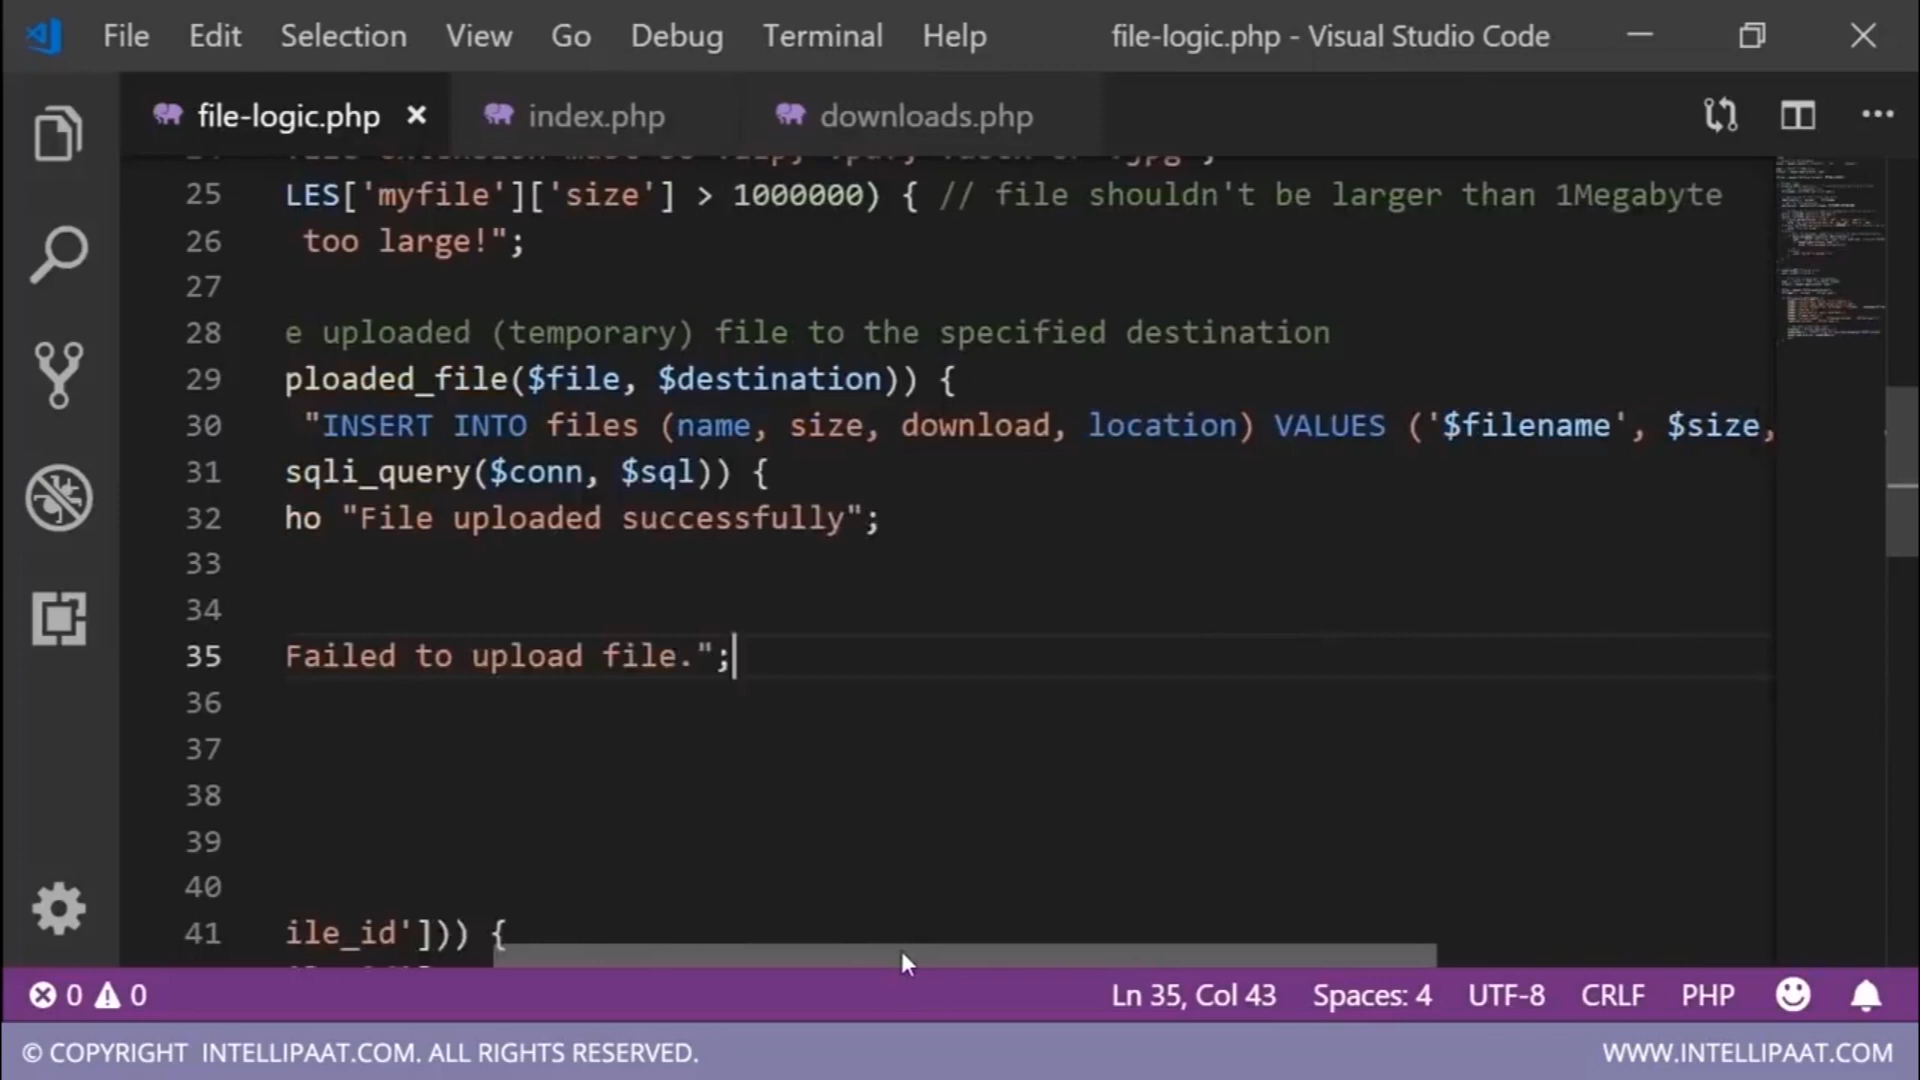 File Edit Selection View Go Debug Terminal Help file-logic.php - Visual Studio Code
file-logic.php index.php downloads.php
25 LES['myfile']['size'] > 1000000) { // file shouldn't be larger than 1Megabyte
26 too large!";
27
28 e uploaded (temporary) file to the specified destination
29 ploaded_file($file, $destination)) {
30 "INSERT INTO files (name, size, download, location) VALUES ('$filename', $size,
31 sqli_query($conn, $sql)) {
32 ho "File uploaded successfully";
33
34
35 Failed to upload file.";
36
37
38
39
40
41 ile_id'])) {
0 0 Ln 35, Col 43 Spaces: 4 UTF-8 CRLF PHP
© COPYRIGHT INTELLIPAAT.COM. ALL RIGHTS RESERVED. WWW.INTELLIPAAT.COM